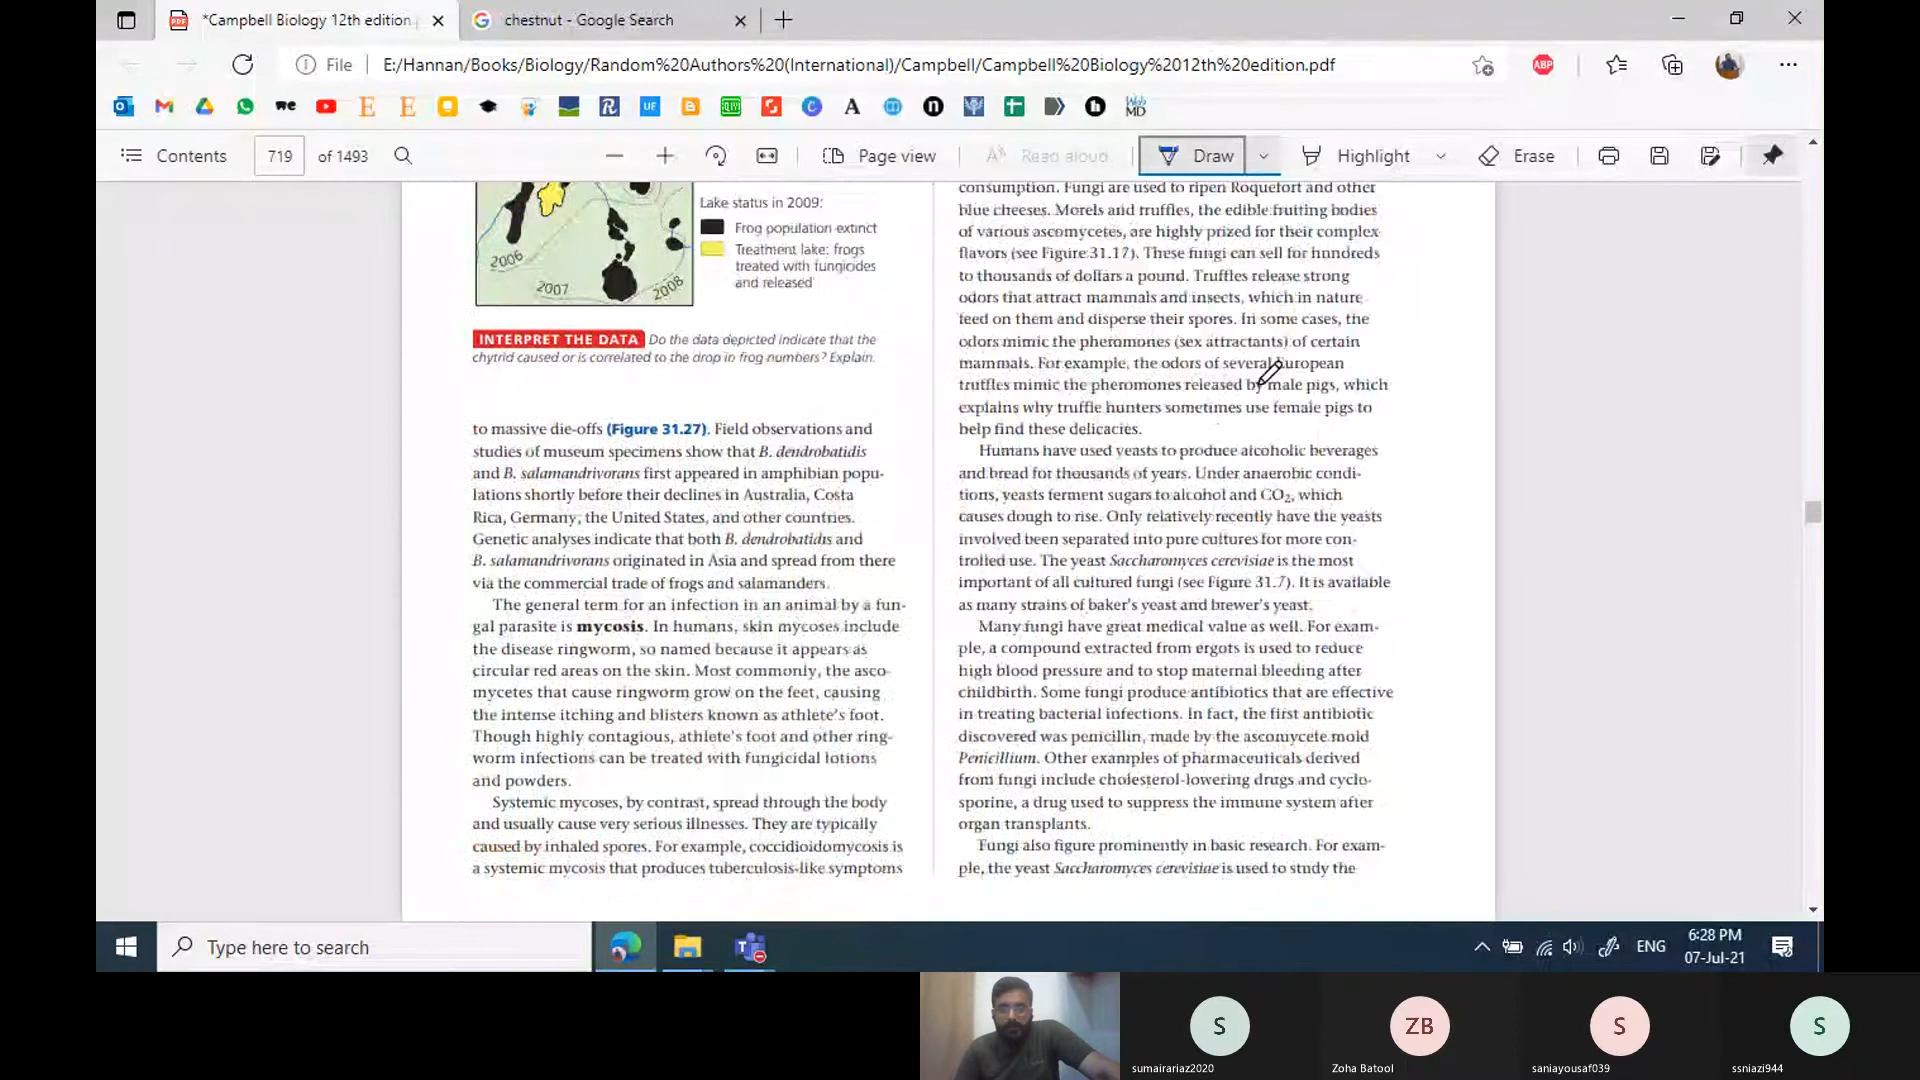 *Campbell Biology 12th edition
chestnut - Google Search
File
E:/Hannan/Books/Biology/Random%20Authors%20(International)/Campbell/Campbell%20Biology%2012th%20edition.pdf
ABP
we
UF
WebMD
Contents
719
of 1493
Page view
Read aloud
Draw
Highlight
Erase
2006
2007
2008
Lake status in 2009:
Frog population extinct
Treatment lake: frogs
treated with fungicides
and released
INTERPRET THE DATA Do the data depicted indicate that the
chytrid caused or is correlated to the drop in frog numbers? Explain.
to massive die-offs (Figure 31.27). Field observations and
studies of museum specimens show that B. dendrobatidis
and B. salamandrivorans first appeared in amphibian popu-
lations shortly before their declines in Australia, Costa
Rica, Germany, the United States, and other countries.
Genetic analyses indicate that both B. dendrobatidis and
B. salamandrivorans originated in Asia and spread from there
via the commercial trade of frogs and salamanders.
The general term for an infection in an animal by a fun-
gal parasite is mycosis. In humans, skin mycoses include
the disease ringworm, so named because it appears as
circular red areas on the skin. Most commonly, the asco-
mycetes that cause ringworm grow on the feet, causing
the intense itching and blisters known as athlete's foot.
Though highly contagious, athlete's foot and other ring-
worm infections can be treated with fungicidal lotions
and powders.
Systemic mycoses, by contrast, spread through the body
and usually cause very serious illnesses. They are typically
caused by inhaled spores. For example, coccidioidomycosis is
a systemic mycosis that produces tuberculosis-like symptoms
consumption. Fungi are used to ripen Roquefort and other
blue cheeses. Morels and truffles, the edible fruiting bodies
of various ascomycetes, are highly prized for their complex
flavors (see Figure 31.17). These fungi can sell for hundreds
to thousands of dollars a pound. Truffles release strong
odors that attract mammals and insects, which in nature
feed on them and disperse their spores. In some cases, the
odors mimic the pheromones (sex attractants) of certain
mammals. For example, the odors of several European
truffles mimic the pheromones released by male pigs, which
explains why truffle hunters sometimes use female pigs to
help find these delicacies.
Humans have used yeasts to produce alcoholic beverages
and bread for thousands of years. Under anaerobic condi-
tions, yeasts ferment sugars to alcohol and CO₂, which
causes dough to rise. Only relatively recently have the yeasts
involved been separated into pure cultures for more con-
trolled use. The yeast Saccharomyces cerevisiae is the most
important of all cultured fungi (see Figure 31.7). It is available
as many strains of baker's yeast and brewer's yeast.
Many fungi have great medical value as well. For exam-
ple, a compound extracted from ergots is used to reduce
high blood pressure and to stop maternal bleeding after
childbirth. Some fungi produce antibiotics that are effective
in treating bacterial infections. In fact, the first antibiotic
discovered was penicillin, made by the ascomycete mold
Penicillium. Other examples of pharmaceuticals derived
from fungi include cholesterol-lowering drugs and cyclo-
sporine, a drug used to suppress the immune system after
organ transplants.
Fungi also figure prominently in basic research. For exam-
ple, the yeast Saccharomyces cerevisiae is used to study the
Type here to search
ENG
6:28 PM
07-Jul-21
S
ZB
S
S
sumairariaz2020
Zoha Batool
saniayousaf039
ssniazi944